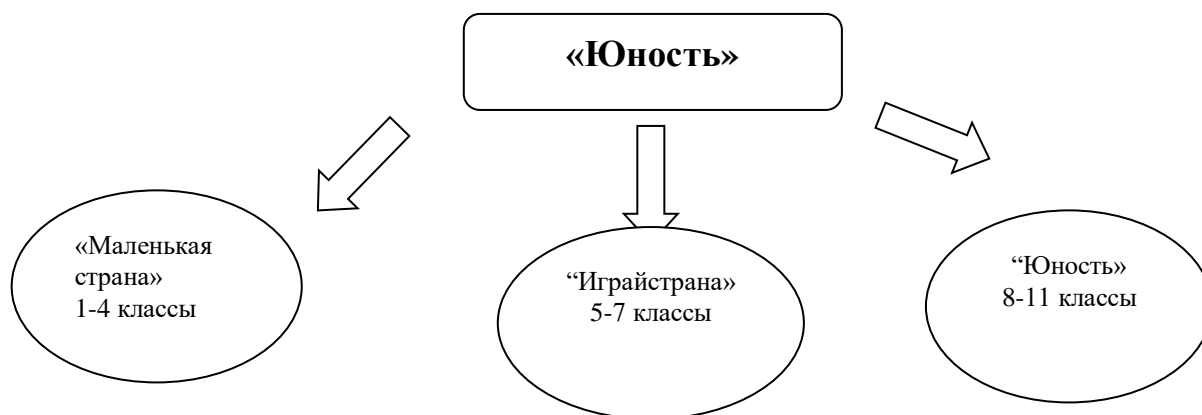 «Юность»
«Маленькая
страна»
1-4 классы
“Играйстрана»
5-7 классы
“Юность»
8-11 классы